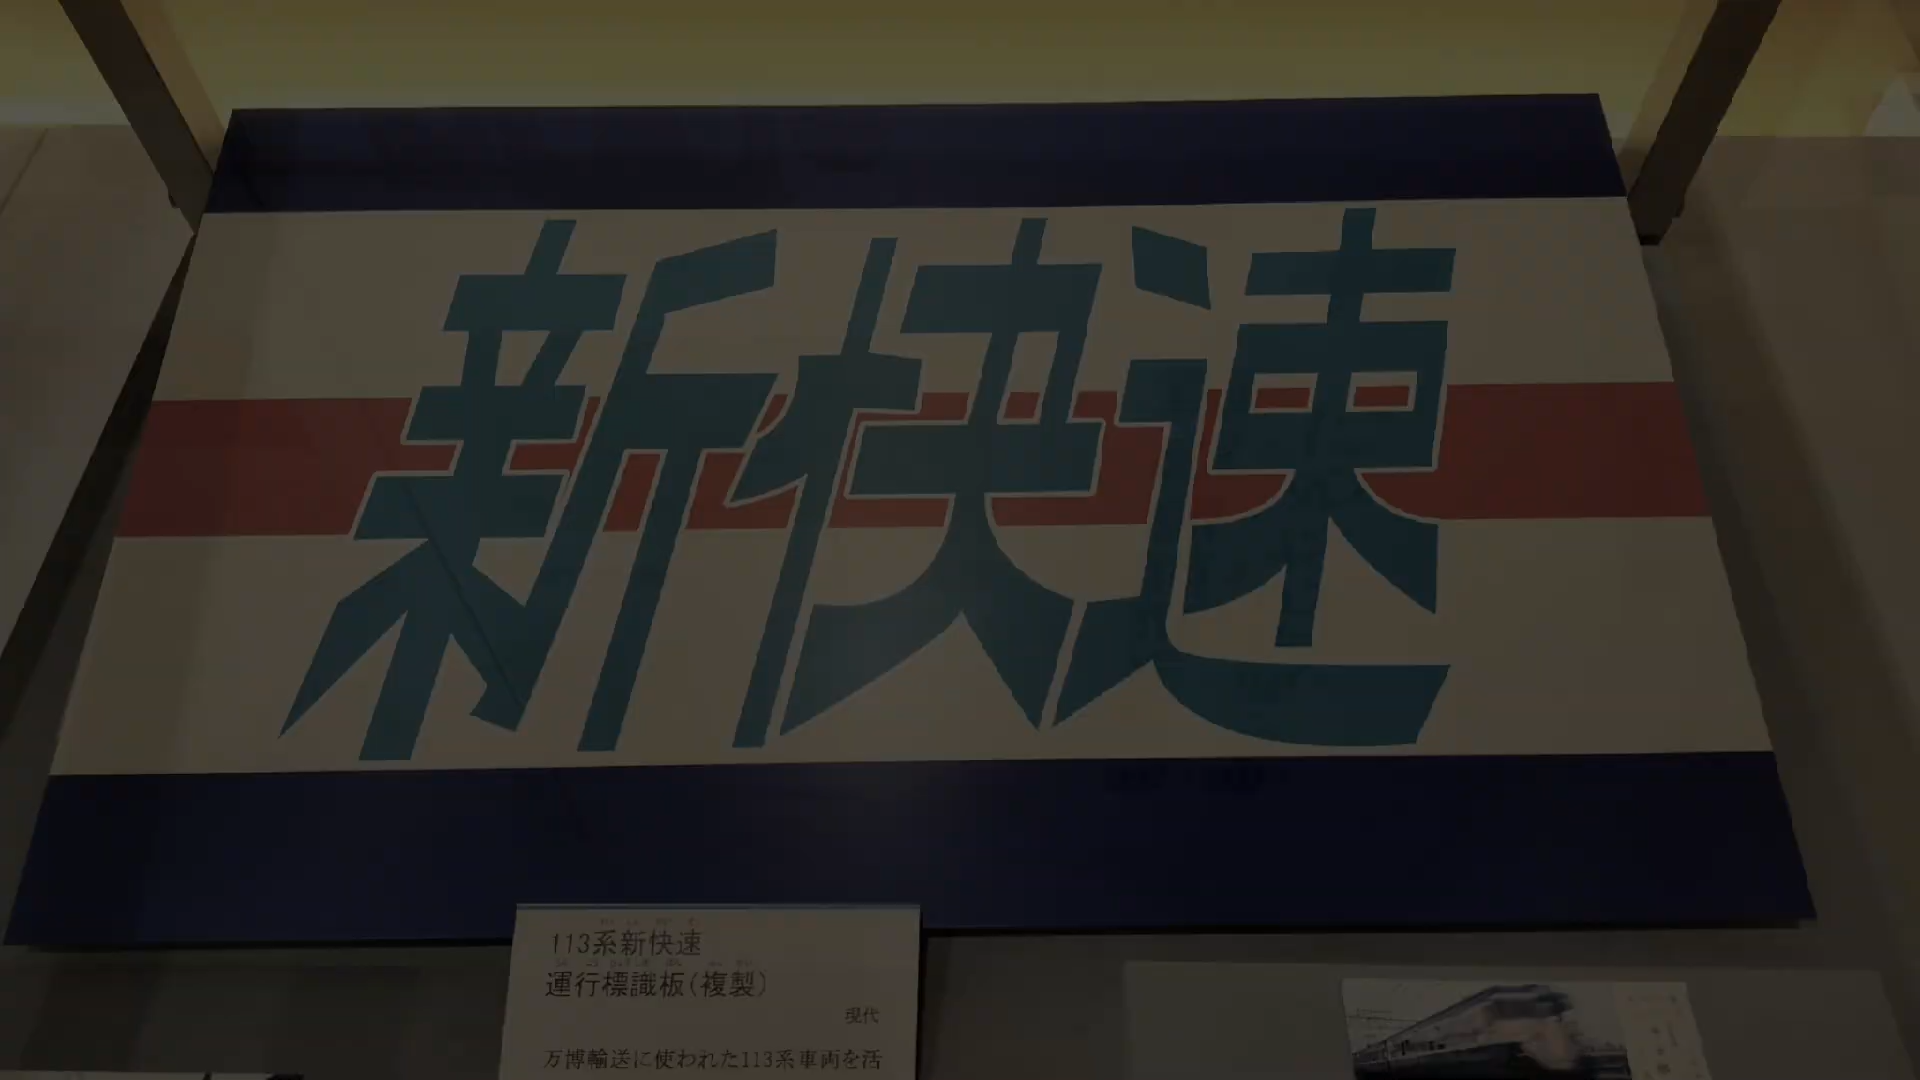 新快速
113系新快速
運行標識板(複製)
現代
万博輸送に使われた113系車両を活